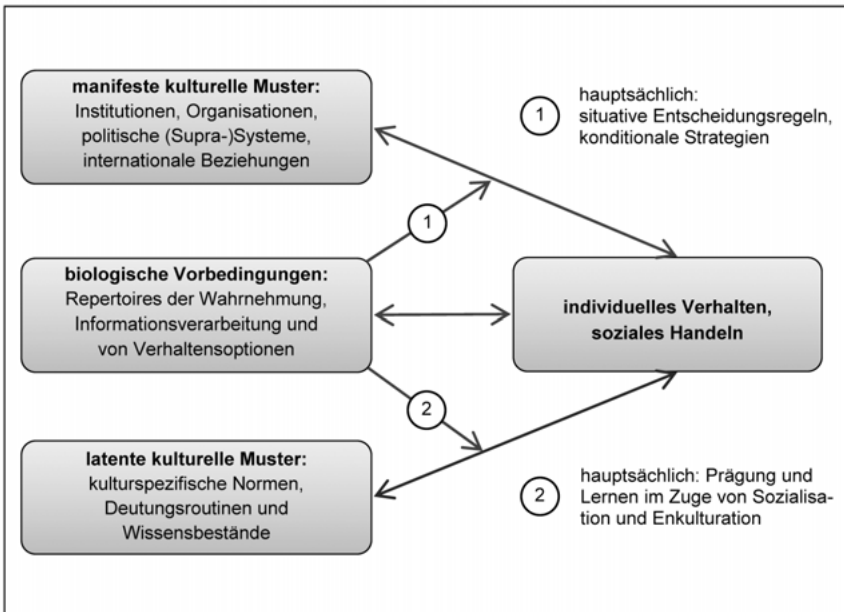 manifeste kulturelle Muster:
Institutionen, Organisationen,
politische (Supra-)Systeme,
internationale Beziehungen
1
hauptsächlich:
situative Entscheidungsregeln,
konditionale Strategien
1
biologische Vorbedingungen:
Repertoires der Wahrnehmung,
Informationsverarbeitung und
von Verhaltensoptionen
individuelles Verhalten,
soziales Handeln
2
latente kulturelle Muster:
kulturspezifische Normen,
Deutungsroutinen und
Wissensbestände
2
hauptsächlich: Prägung und
Lernen im Zuge von Sozialisa-
tion und Enkulturation